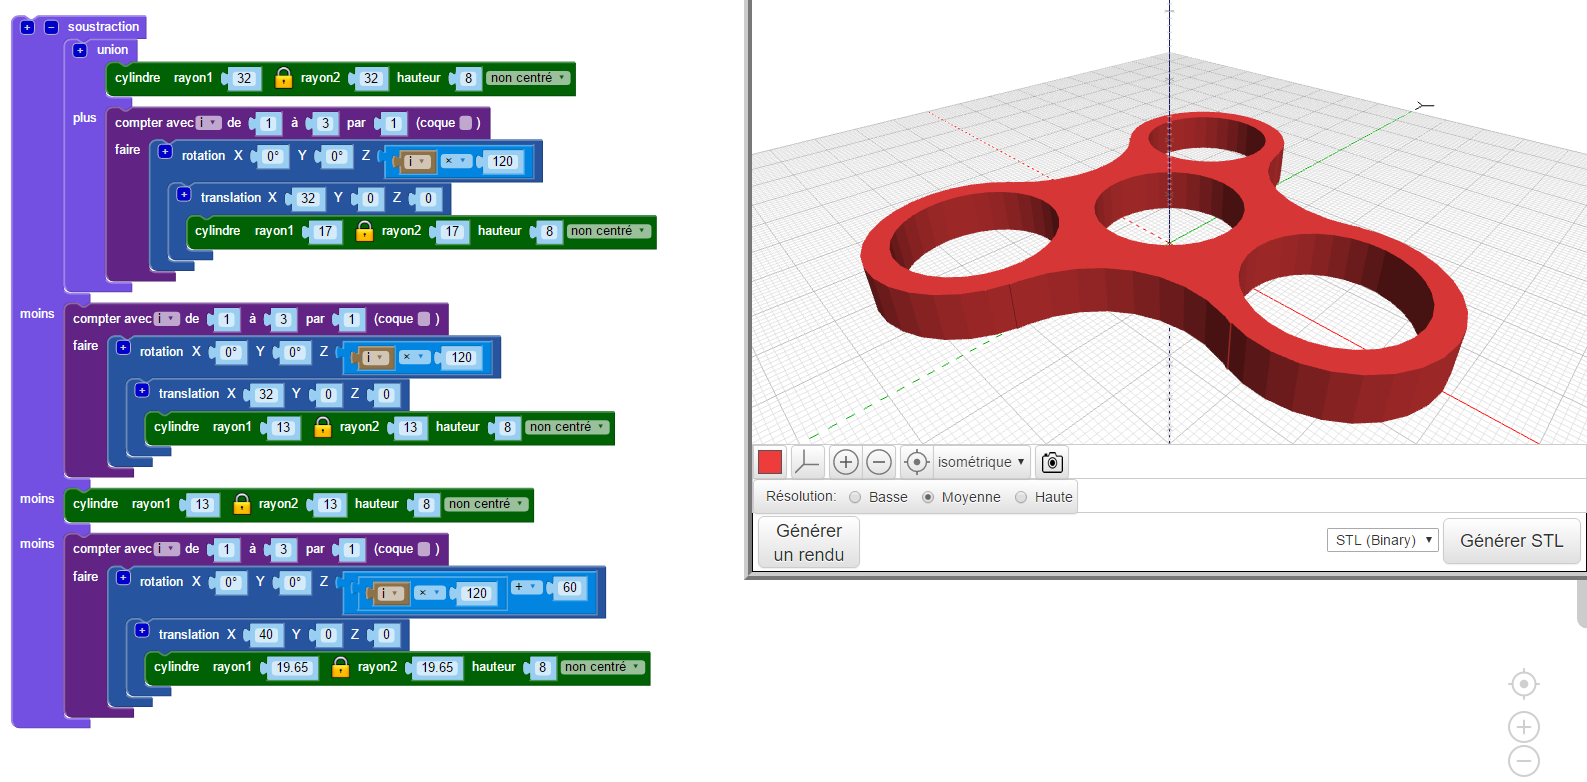 + − soustraction
+ union
cylindre rayon1 32 rayon2 32 hauteur 8 non centré
plus compter avec i de 1 à 3 par 1 (coque )
faire + rotation X 0° Y 0° Z i × 120
+ translation X 32 Y 0 Z 0
cylindre rayon1 17 rayon2 17 hauteur 8 non centré
moins compter avec i de 1 à 3 par 1 (coque )
faire + rotation X 0° Y 0° Z i × 120
+ translation X 32 Y 0 Z 0
cylindre rayon1 13 rayon2 13 hauteur 8 non centré
moins cylindre rayon1 13 rayon2 13 hauteur 8 non centré
moins compter avec i de 1 à 3 par 1 (coque )
faire + rotation X 0° Y 0° Z i × 120 + 60
+ translation X 40 Y 0 Z 0
cylindre rayon1 19.65 rayon2 19.65 hauteur 8 non centré
isométrique
Résolution: Basse Moyenne Haute
Générer
un rendu
STL (Binary)
Générer STL